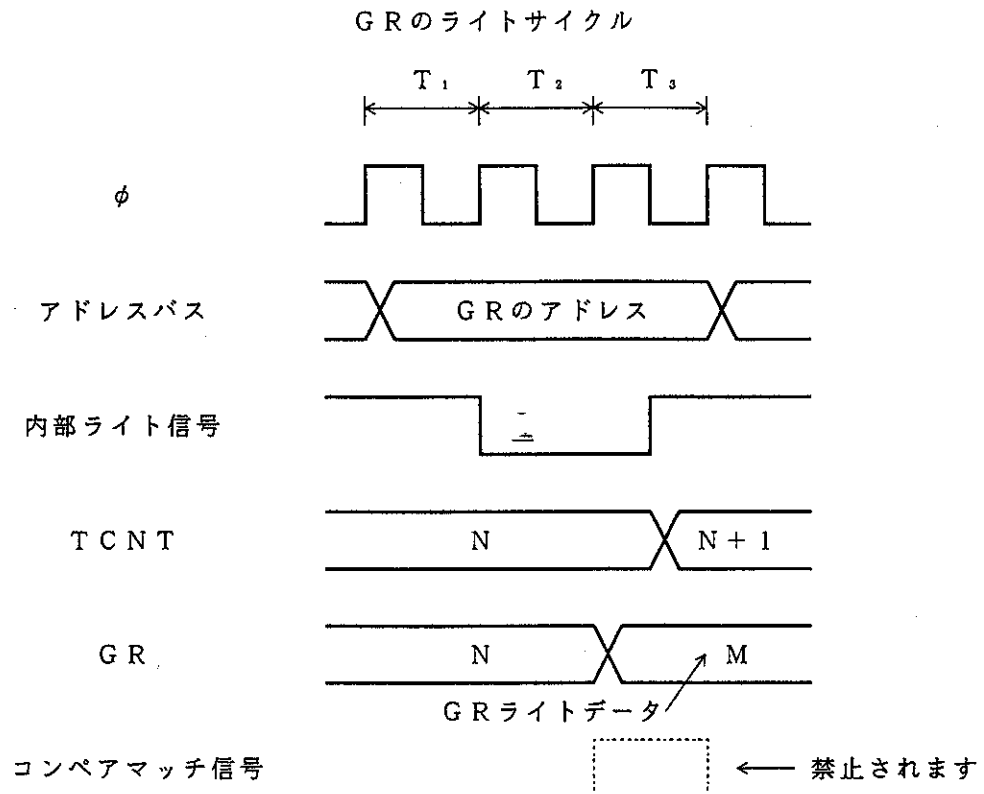 GRのライトサイクル
T₁ T₂ T₃
φ
アドレスバス GRのアドレス
内部ライト信号
TCNT N N+1
GR N M
GRライトデータ
コンペアマッチ信号 ← 禁止されます